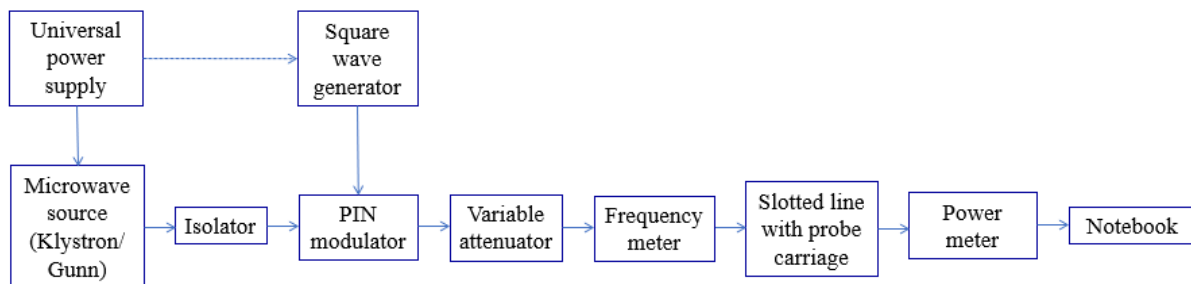 Universal
power
supply
Square
wave
generator
Microwave
source
(Klystron/
Gunn)
Isolator
PIN
modulator
Variable
attenuator
Frequency
meter
Slotted line
with probe
carriage
Power
meter
Notebook